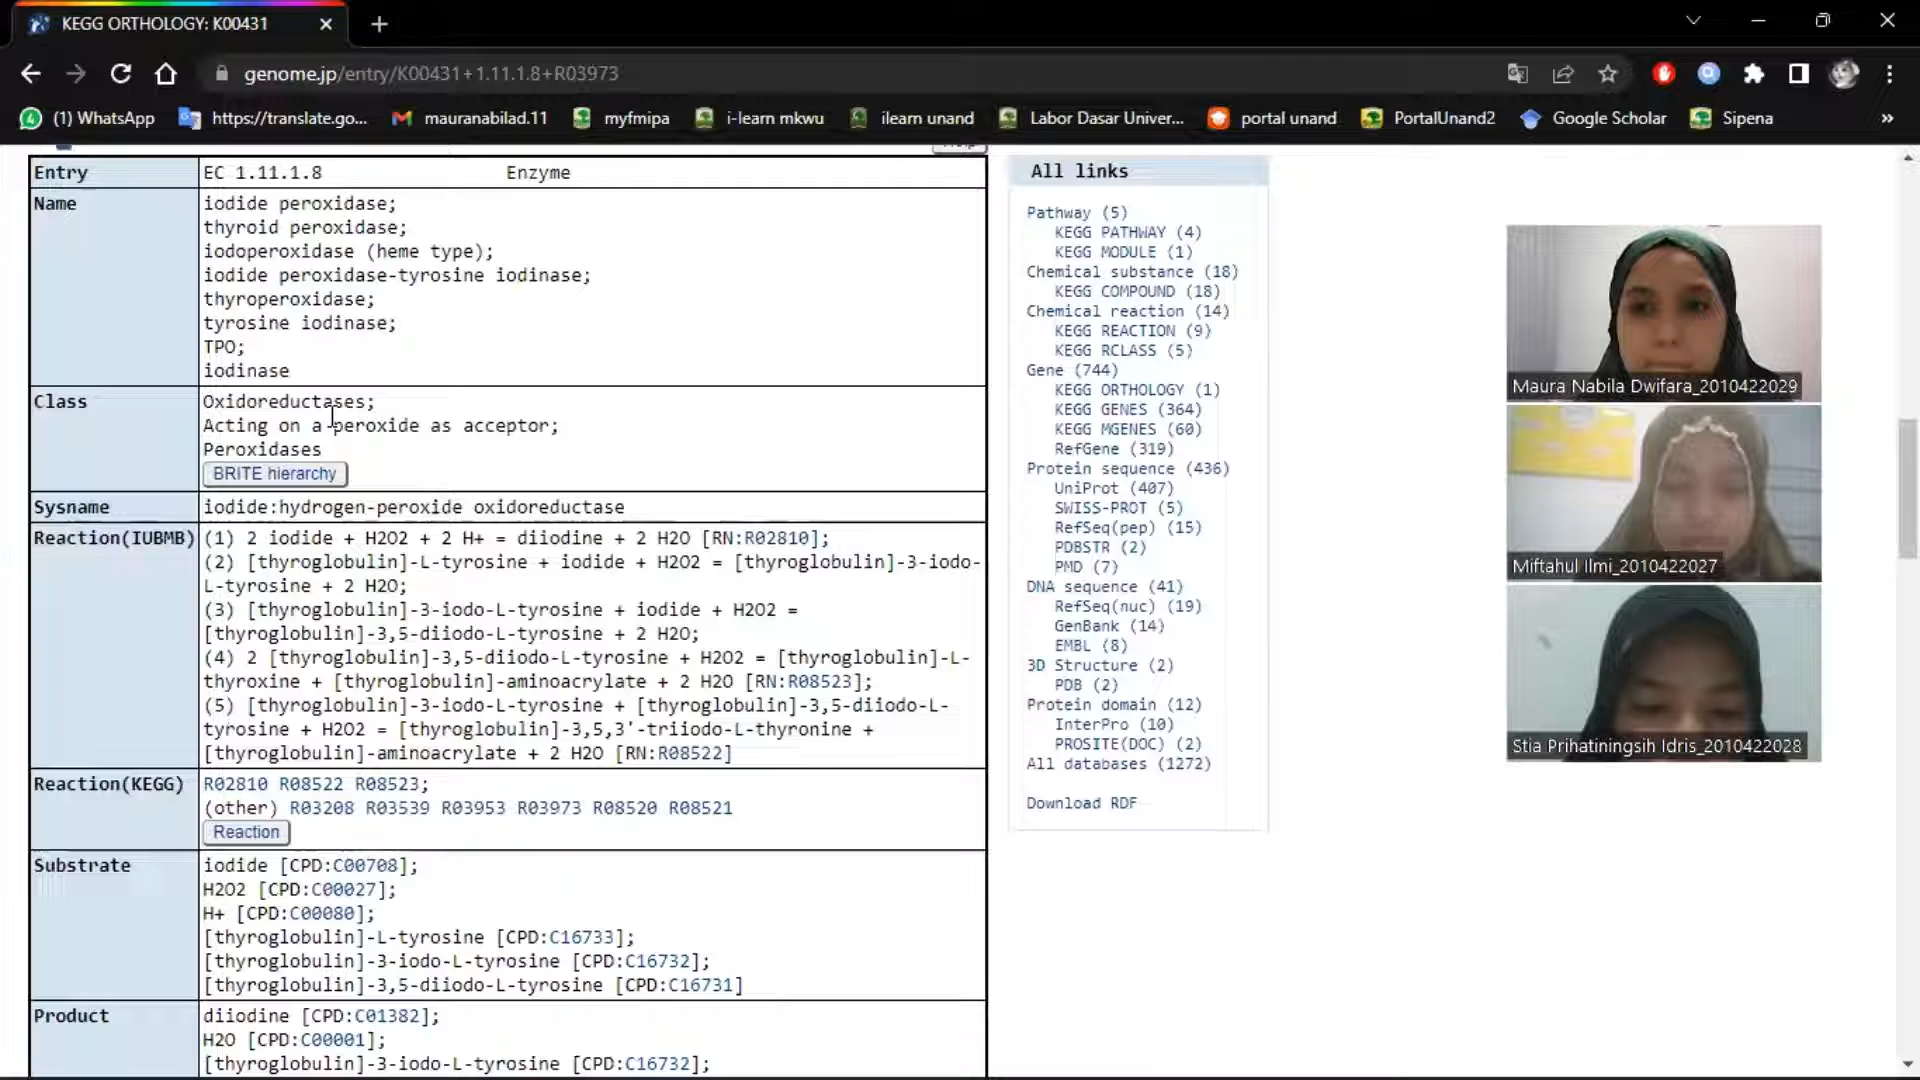 KEGG ORTHOLOGY: K00431
genome.jp/entry/K00431+1.11.1.8+R03973
(1) WhatsApp
https://translate.go...
mauranabilad.11
myfmipa
i-learn mkwu
ilearn unand
Labor Dasar Univer...
portal unand
PortalUnand2
Google Scholar
Sipena
»
Entry
EC 1.11.1.8 Enzyme
Name
iodide peroxidase;
thyroid peroxidase;
iodoperoxidase (heme type);
iodide peroxidase-tyrosine iodinase;
thyroperoxidase;
tyrosine iodinase;
TPO;
iodinase
Class
Oxidoreductases;
Acting on a peroxide as acceptor;
Peroxidases
BRITE hierarchy
Sysname
iodide:hydrogen-peroxide oxidoreductase
Reaction(IUBMB)
(1) 2 iodide + H2O2 + 2 H+ = diiodine + 2 H2O [RN:R02810];
(2) [thyroglobulin]-L-tyrosine + iodide + H2O2 = [thyroglobulin]-3-iodo-
L-tyrosine + 2 H2O;
(3) [thyroglobulin]-3-iodo-L-tyrosine + iodide + H2O2 =
[thyroglobulin]-3,5-diiodo-L-tyrosine + 2 H2O;
(4) 2 [thyroglobulin]-3,5-diiodo-L-tyrosine + H2O2 = [thyroglobulin]-L-
thyroxine + [thyroglobulin]-aminoacrylate + 2 H2O [RN:R08523];
(5) [thyroglobulin]-3-iodo-L-tyrosine + [thyroglobulin]-3,5-diiodo-L-
tyrosine + H2O2 = [thyroglobulin]-3,5,3'-triiodo-L-thyronine +
[thyroglobulin]-aminoacrylate + 2 H2O [RN:R08522]
Reaction(KEGG)
R02810 R08522 R08523;
(other) R03208 R03539 R03953 R03973 R08520 R08521
Reaction
Substrate
iodide [CPD:C00708];
H2O2 [CPD:C00027];
H+ [CPD:C00080];
[thyroglobulin]-L-tyrosine [CPD:C16733];
[thyroglobulin]-3-iodo-L-tyrosine [CPD:C16732];
[thyroglobulin]-3,5-diiodo-L-tyrosine [CPD:C16731]
Product
diiodine [CPD:C01382];
H2O [CPD:C00001];
[thyroglobulin]-3-iodo-L-tyrosine [CPD:C16732];
All links
Pathway (5)
KEGG PATHWAY (4)
KEGG MODULE (1)
Chemical substance (18)
KEGG COMPOUND (18)
Chemical reaction (14)
KEGG REACTION (9)
KEGG RCLASS (5)
Gene (744)
KEGG ORTHOLOGY (1)
KEGG GENES (364)
KEGG MGENES (60)
RefGene (319)
Protein sequence (436)
UniProt (407)
SWISS-PROT (5)
RefSeq(pep) (15)
PDBSTR (2)
PMD (7)
DNA sequence (41)
RefSeq(nuc) (19)
GenBank (14)
EMBL (8)
3D Structure (2)
PDB (2)
Protein domain (12)
InterPro (10)
PROSITE(DOC) (2)
All databases (1272)
Download RDF
Maura Nabila Dwifara_2010422029
Miftahul Ilmi_2010422027
Stia Prihatiningsih Idris_2010422028